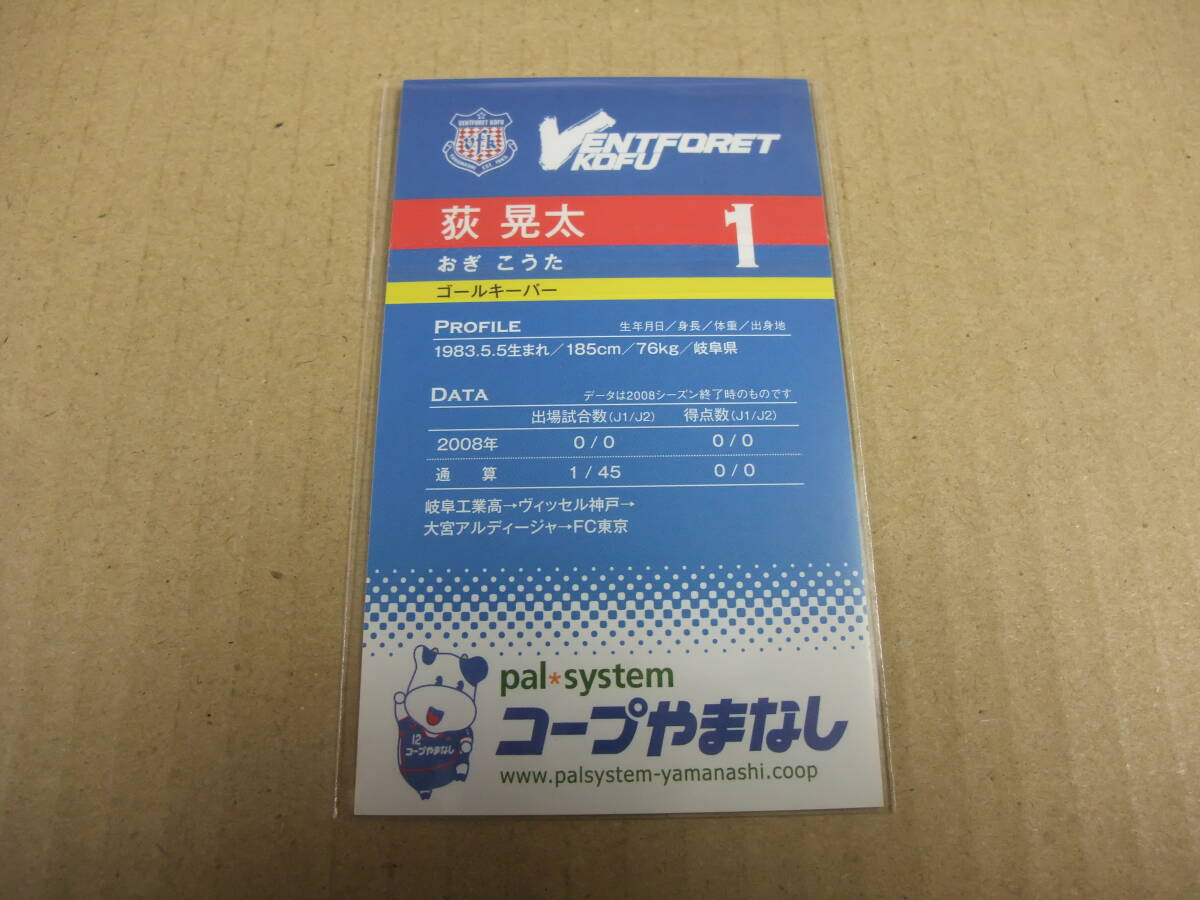 VENTFORET KOFU
vfk
VENTFORET
KOFU
荻 晃太
1
おぎ こうた
ゴールキーパー
PROFILE 生年月日／身長／体重／出身地
1983.5.5生まれ／185cm／76kg／岐阜県
DATA データは2008シーズン終了時のものです
出場試合数(J1/J2) 得点数(J1/J2)
2008年 0 / 0 0 / 0
通 算 1 / 45 0 / 0
岐阜工業高→ヴィッセル神戸→
大宮アルディージャ→FC東京
pal*system
コープやまなし
www.palsystem-yamanashi.coop
12
コープやまなし